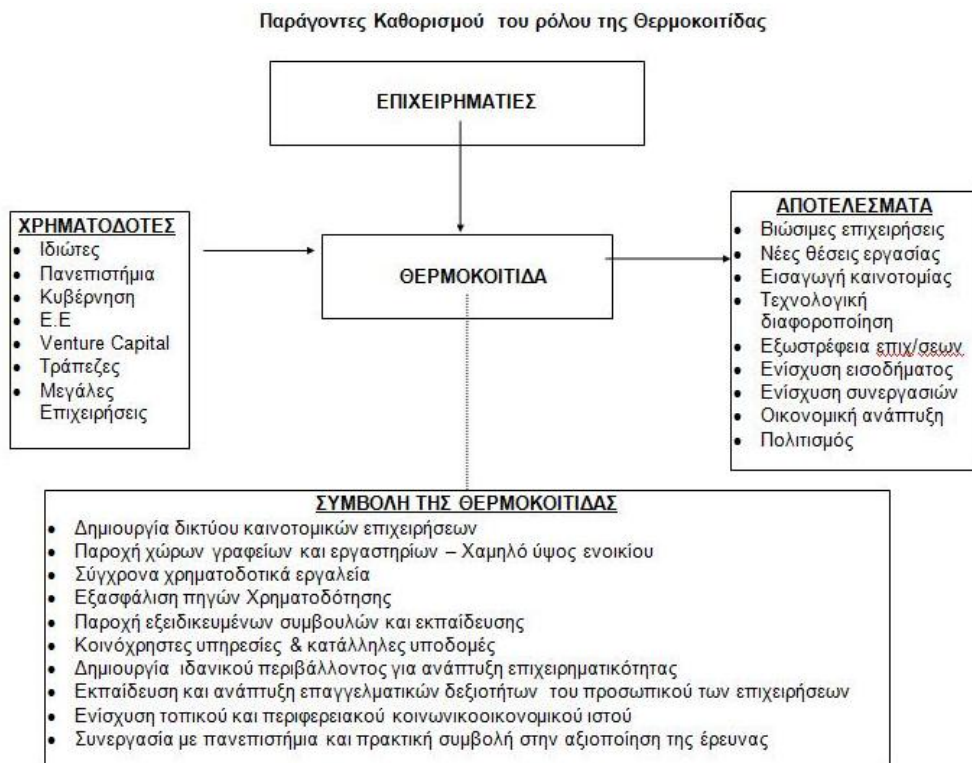 Παράγοντες Καθορισμού του ρόλου της Θερμοκοιτίδας
ΕΠΙΧΕΙΡΗΜΑΤΙΕΣ
ΧΡΗΜΑΤΟΔΟΤΕΣ
• Ιδιώτες
• Πανεπιστήμια
• Κυβέρνηση
• Ε.Ε
• Venture Capital
• Τράπεζες
• Μεγάλες
Επιχειρήσεις
ΘΕΡΜΟΚΟΙΤΙΔΑ
ΑΠΟΤΕΛΕΣΜΑΤΑ
• Βιώσιμες επιχειρήσεις
• Νέες θέσεις εργασίας
• Εισαγωγή καινοτομίας
• Τεχνολογική
διαφοροποίηση
• Εξωστρέφεια επιχ/σεων
• Ενίσχυση εισοδήματος
• Ενίσχυση συνεργασιών
• Οικονομική ανάπτυξη
• Πολιτισμός
ΣΥΜΒΟΛΗ ΤΗΣ ΘΕΡΜΟΚΟΙΤΙΔΑΣ
• Δημιουργία δικτύου καινοτομικών επιχειρήσεων
• Παροχή χώρων γραφείων και εργαστηρίων – Χαμηλό ύψος ενοικίου
• Σύγχρονα χρηματοδοτικά εργαλεία
• Εξασφάλιση πηγών Χρηματοδότησης
• Παροχή εξειδικευμένων συμβουλών και εκπαίδευσης
• Κοινόχρηστες υπηρεσίες & κατάλληλες υποδομές
• Δημιουργία ιδανικού περιβάλλοντος για ανάπτυξη επιχειρηματικότητας
• Εκπαίδευση και ανάπτυξη επαγγελματικών δεξιοτήτων του προσωπικού των επιχειρήσεων
• Ενίσχυση τοπικού και περιφερειακού κοινωνικοοικονομικού ιστού
• Συνεργασία με πανεπιστήμια και πρακτική συμβολή στην αξιοποίηση της έρευνας